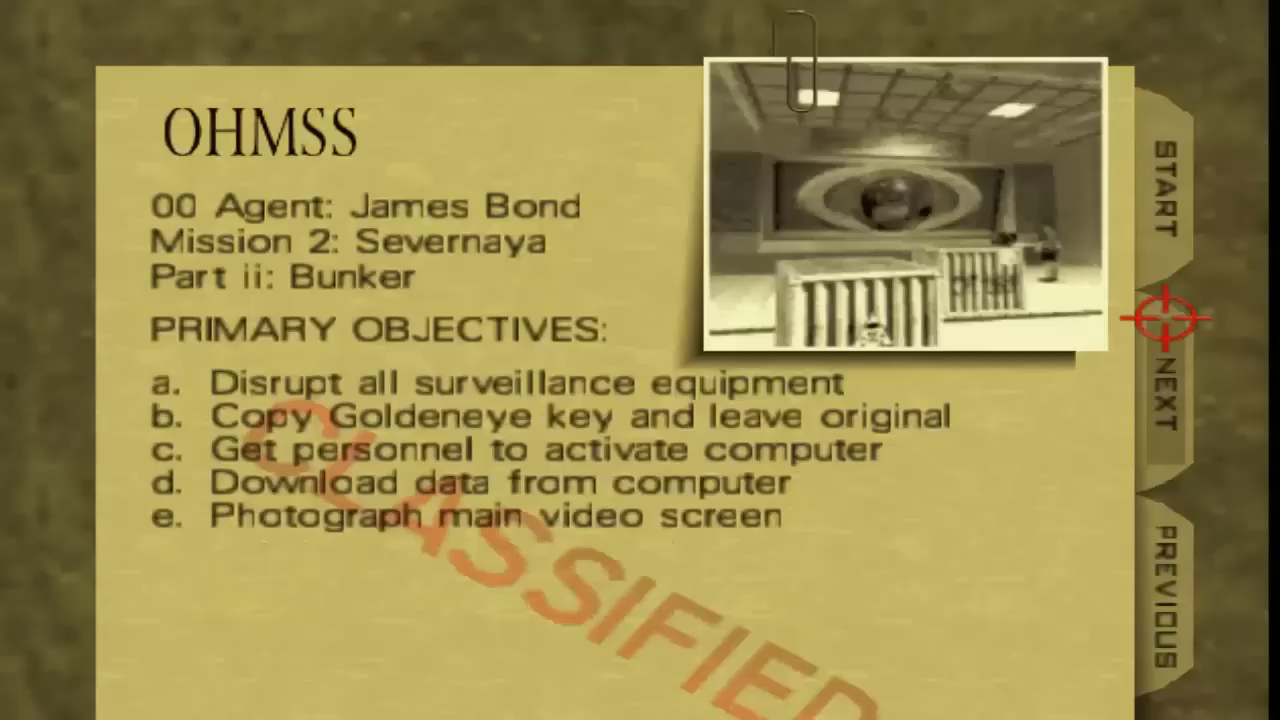 OHMSS
00 Agent: James Bond
Mission 2: Severnaya
Part ii: Bunker
PRIMARY OBJECTIVES:
a. Disrupt all surveillance equipment
b. Copy Goldeneye key and leave original
c. Get personnel to activate computer
d. Download data from computer
e. Photograph main video screen
CLASSIFIED
START
NEXT
PREVIOUS